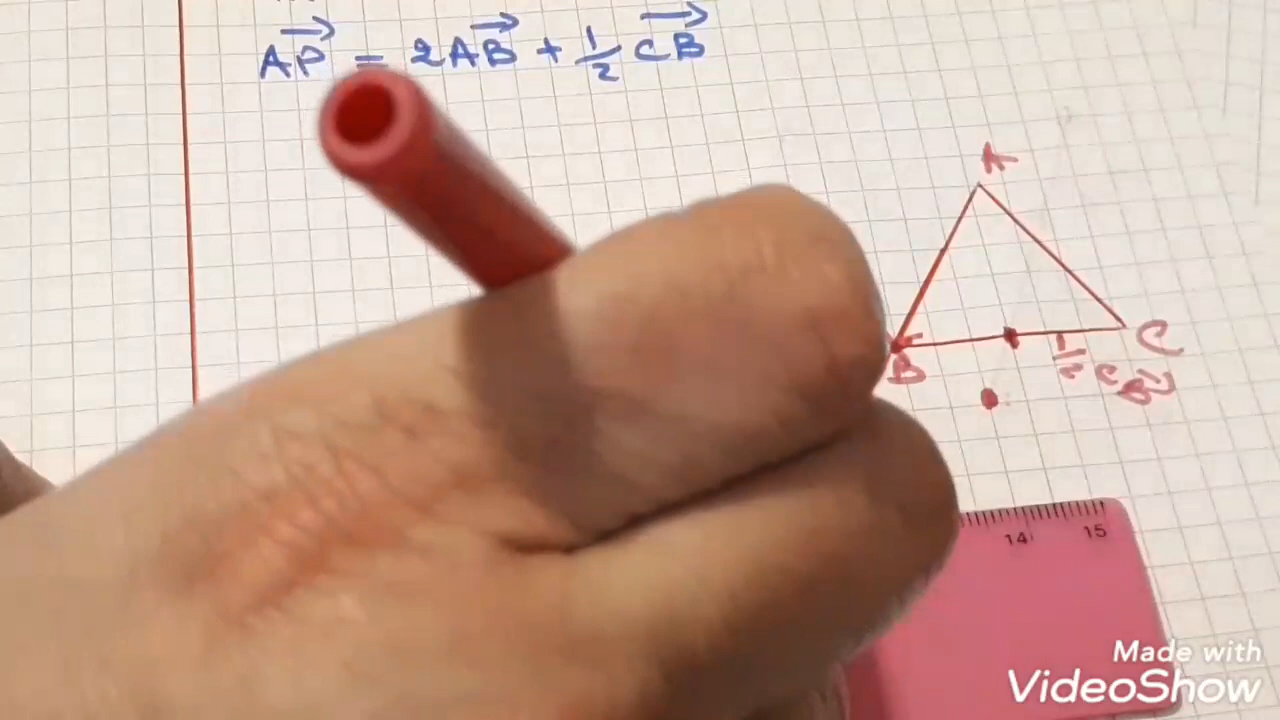 AP = 2AB + 1/2 CB
A
B
C
1/2 CB
14 15
Made with
VideoShow